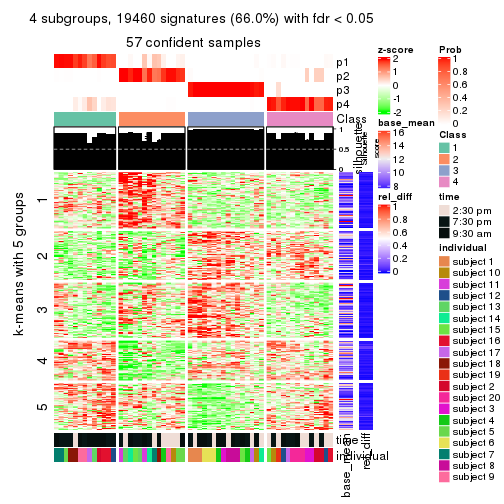 4 subgroups, 19460 signatures (66.0%) with fdr < 0.05
57 confident samples
p1
p2
p3
p4
Class
1
0.5
0
silhouette
Silhouette
score
k-means with 5 groups
1
2
3
4
5
time
individual
base_mean
rel_diff
z-score
2
1
0
-1
-2
base_mean
16
14
12
10
8
rel_diff
1
0.8
0.6
0.4
0.2
0
Prob
1
0.8
0.6
0.4
0.2
0
Class
1
2
3
4
time
2:30 pm
7:30 pm
9:30 am
individual
subject 1
subject 10
subject 11
subject 12
subject 13
subject 14
subject 15
subject 16
subject 17
subject 18
subject 19
subject 2
subject 20
subject 3
subject 4
subject 5
subject 6
subject 7
subject 8
subject 9